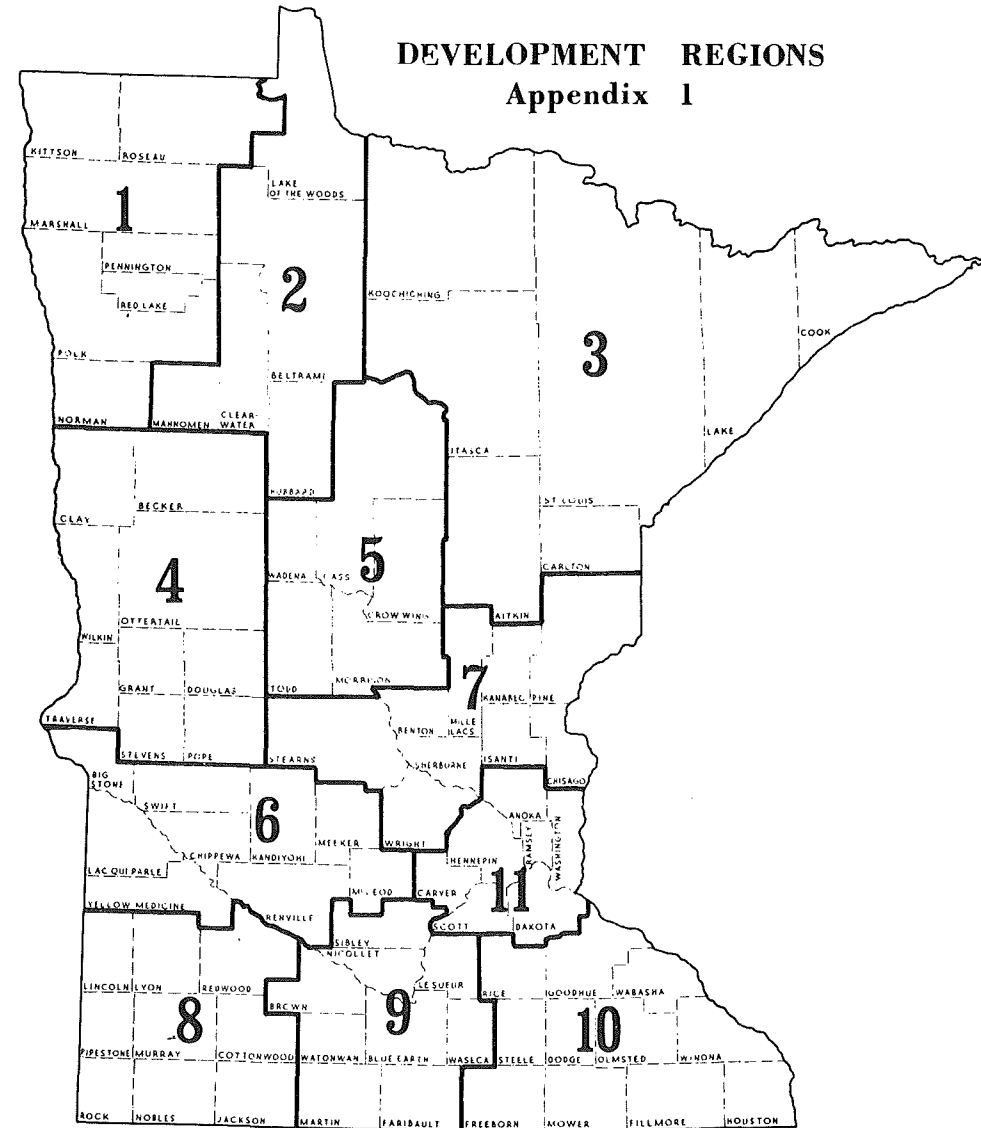 DEVELOPMENT REGIONS
Appendix 1
KITTSON
ROSEAU
LAKE
OF THE WOODS
1
MARSHALL
PENNINGTON
RED LAKE
2
KOOCHICHING
3
COOK
POLK
BELTRAMI
NORMAN
MAHNOMEN
CLEAR-
WATER
LAKE
ITASCA
HUBBARD
ST LOUIS
BECKER
CLAY
4
5
WADENA
CASS
CARLTON
CROW WING
AITKIN
OTTERTAIL
WILKIN
7
MORRISON
TODD
GRANT
DOUGLAS
KANABEC
PINE
TRAVERSE
MILLE
LACS
BENTON
STEVENS
POPE
STEARNS
SHERBURNE
ISANTI
CHISAGO
BIG
STONE
SWIFT
6
ANOKA
RAMSEY
WASHINGTON
MEEKER
WRIGHT
CHIPPEWA
KANDIYOHI
HENNEPIN
LAC QUI PARLE
MCLEOD
CARVER
11
YELLOW MEDICINE
RENVILLE
SCOTT
DAKOTA
SIBLEY
NICOLLET
LINCOLN
LYON
REDWOOD
LE SUEUR
RICE
GOODHUE
WABASHA
BROWN
8
9
10
PIPESTONE
MURRAY
COTTONWOOD
WATONWAN
BLUE EARTH
WASECA
STEELE
DODGE
OLMSTED
WINONA
ROCK
NOBLES
JACKSON
MARTIN
FARIBAULT
FREEBORN
MOWER
FILLMORE
HOUSTON